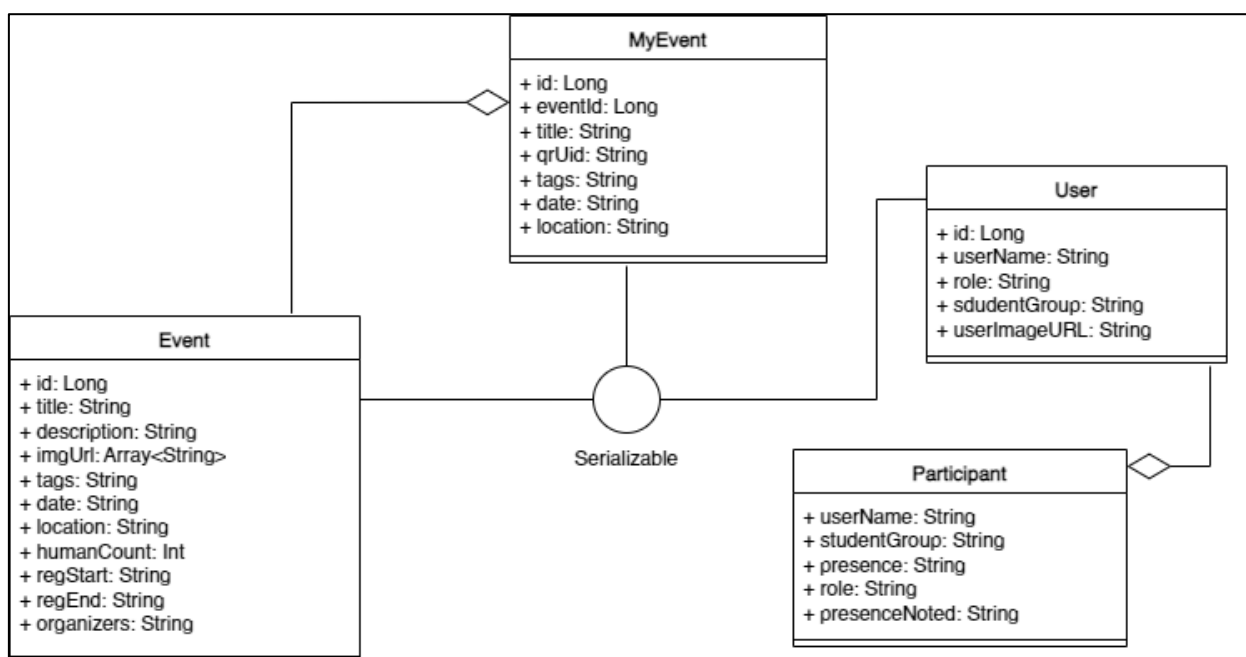 MyEvent
+ id: Long
+ eventId: Long
+ title: String
+ qrUid: String
+ tags: String
+ date: String
+ location: String
User
+ id: Long
+ userName: String
+ role: String
+ sdudentGroup: String
+ userImageURL: String
Event
+ id: Long
+ title: String
+ description: String
+ imgUrl: Array<String>
+ tags: String
+ date: String
+ location: String
+ humanCount: Int
+ regStart: String
+ regEnd: String
+ organizers: String
Serializable
Participant
+ userName: String
+ studentGroup: String
+ presence: String
+ role: String
+ presenceNoted: String